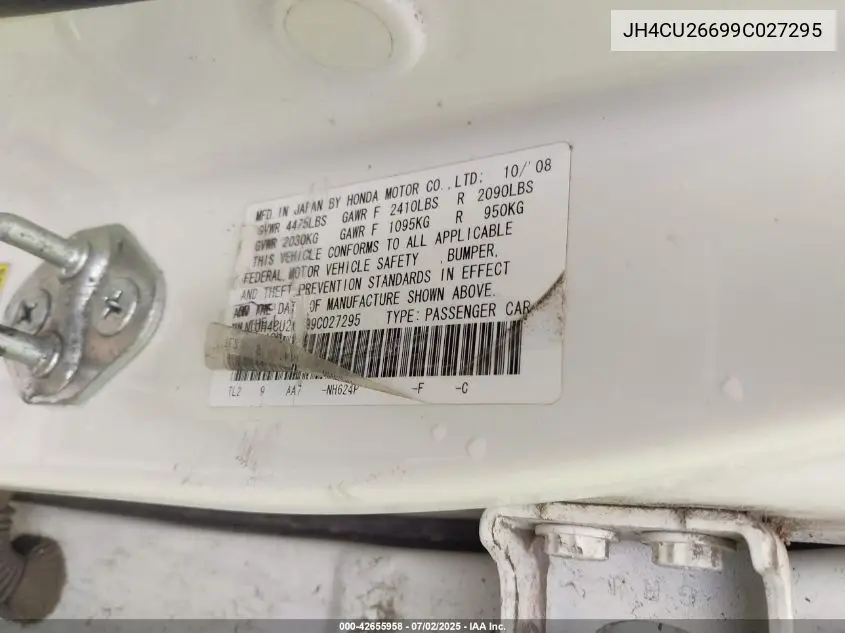 JH4CU26699C027295
MFD IN JAPAN BY HONDA MOTOR CO.,LTD: 10/'08
GVWR 4475LBS GAWR F 2410LBS R 2090LBS
GVWR 2030KG GAWR F 1095KG R 950KG
THIS VEHICLE CONFORMS TO ALL APPLICABLE
FEDERAL MOTOR VEHICLE SAFETY , BUMPER,
AND THEFT PREVENTION STANDARDS IN EFFECT
THE DAT OF MANUFACTURE SHOWN ABOVE.
JH4CU26 99C027295 TYPE: PASSENGER CAR
TL2 9 AA7 -NH624P -F -C
000-42655958 - 07/02/2025 - IAA Inc.